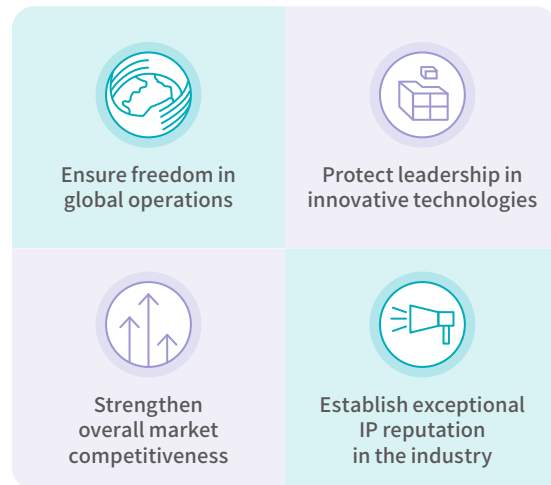 Ensure freedom in
global operations
Protect leadership in
innovative technologies
Strengthen
overall market
competitiveness
Establish exceptional
IP reputation
in the industry